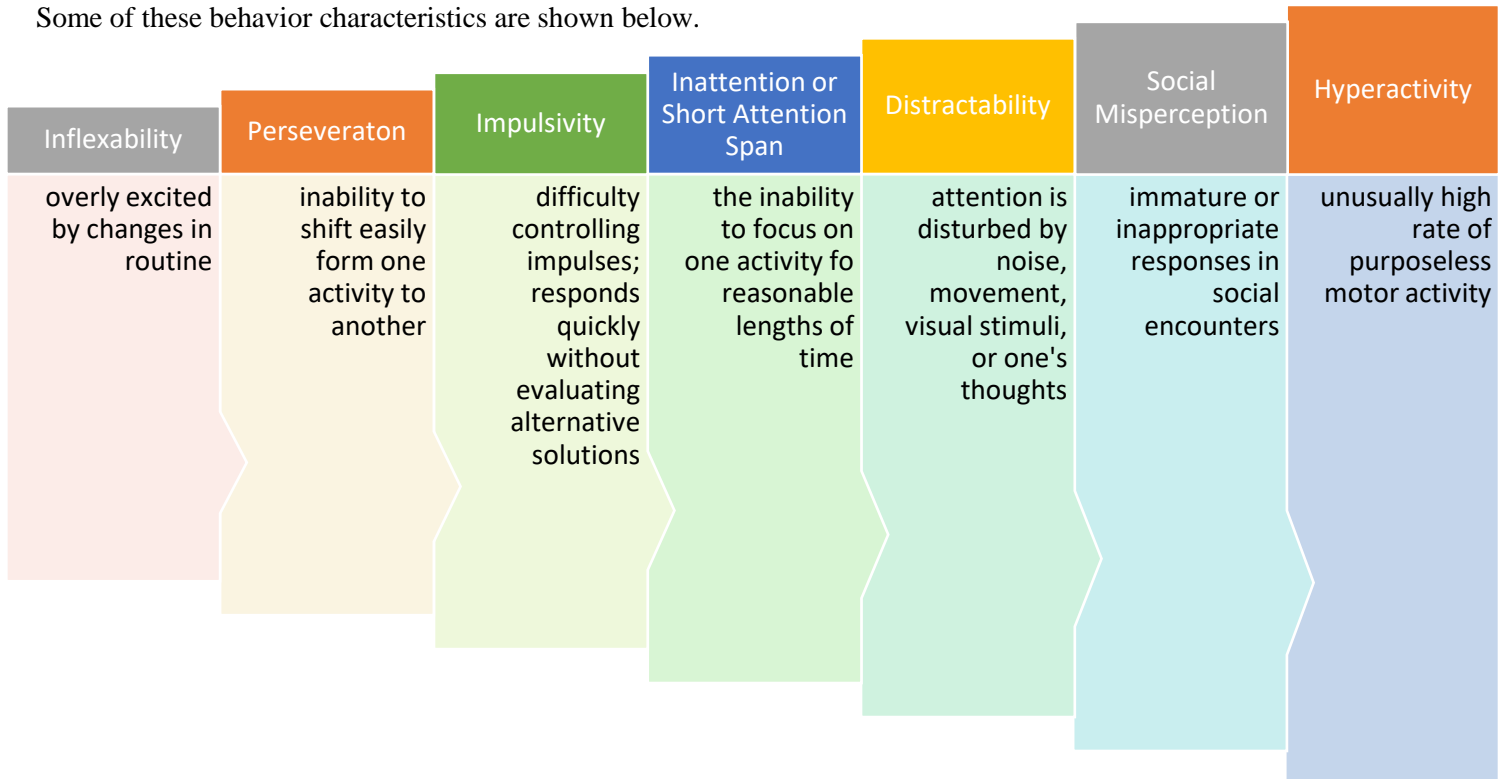 Some of these behavior characteristics are shown below.
Inflexability
overly excited
by changes in
routine
Perseveraton
inability to
shift easily
form one
activity to
another
Impulsivity
difficulty
controlling
impulses;
responds
quickly
without
evaluating
alternative
solutions
Inattention or
Short Attention
Span
the inability
to focus on
one activity fo
reasonable
lengths of
time
Distractability
attention is
disturbed by
noise,
movement,
visual stimuli,
or one's
thoughts
Social
Misperception
immature or
inappropriate
responses in
social
encounters
Hyperactivity
unusually high
rate of
purposeless
motor activity